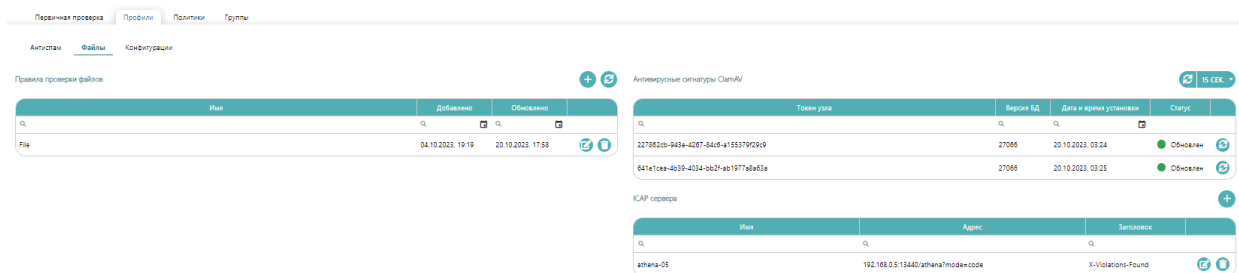 Первичная проверка Профили Политики Группы
Антиспам Файлы Конфигурации
Правила проверки файлов
Имя Добавлено Обновлено
File 04.10.2023, 19:19 20.10.2023, 17:58
Антивирусные сигнатуры ClamAV 15 СЕК.
Токен узла Версия БД Дата и время установки Статус
227862cb-943e-4267-84c6-a155379f29c9 27066 20.10.2023, 03:24 Обновлен
641e1cea-4b39-4034-bb2f-ab1977a8a63a 27066 20.10.2023, 03:25 Обновлен
ICAP сервера
Имя Адрес Заголовок
athena-05 192.168.0.5:13440/athena?mode=code X-Violations-Found